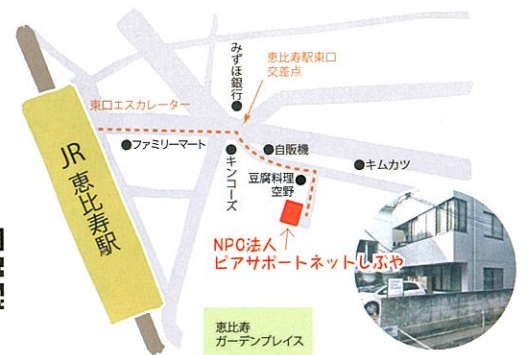 みずほ銀行
恵比寿駅東口
交差点
東口エスカレーター
ファミリーマート
キンコーズ
自販機
キムカツ
豆腐料理
空野
JR 恵比寿駅
NPO法人
ピアサポートネットしぶや
恵比寿
ガーデンプレイス